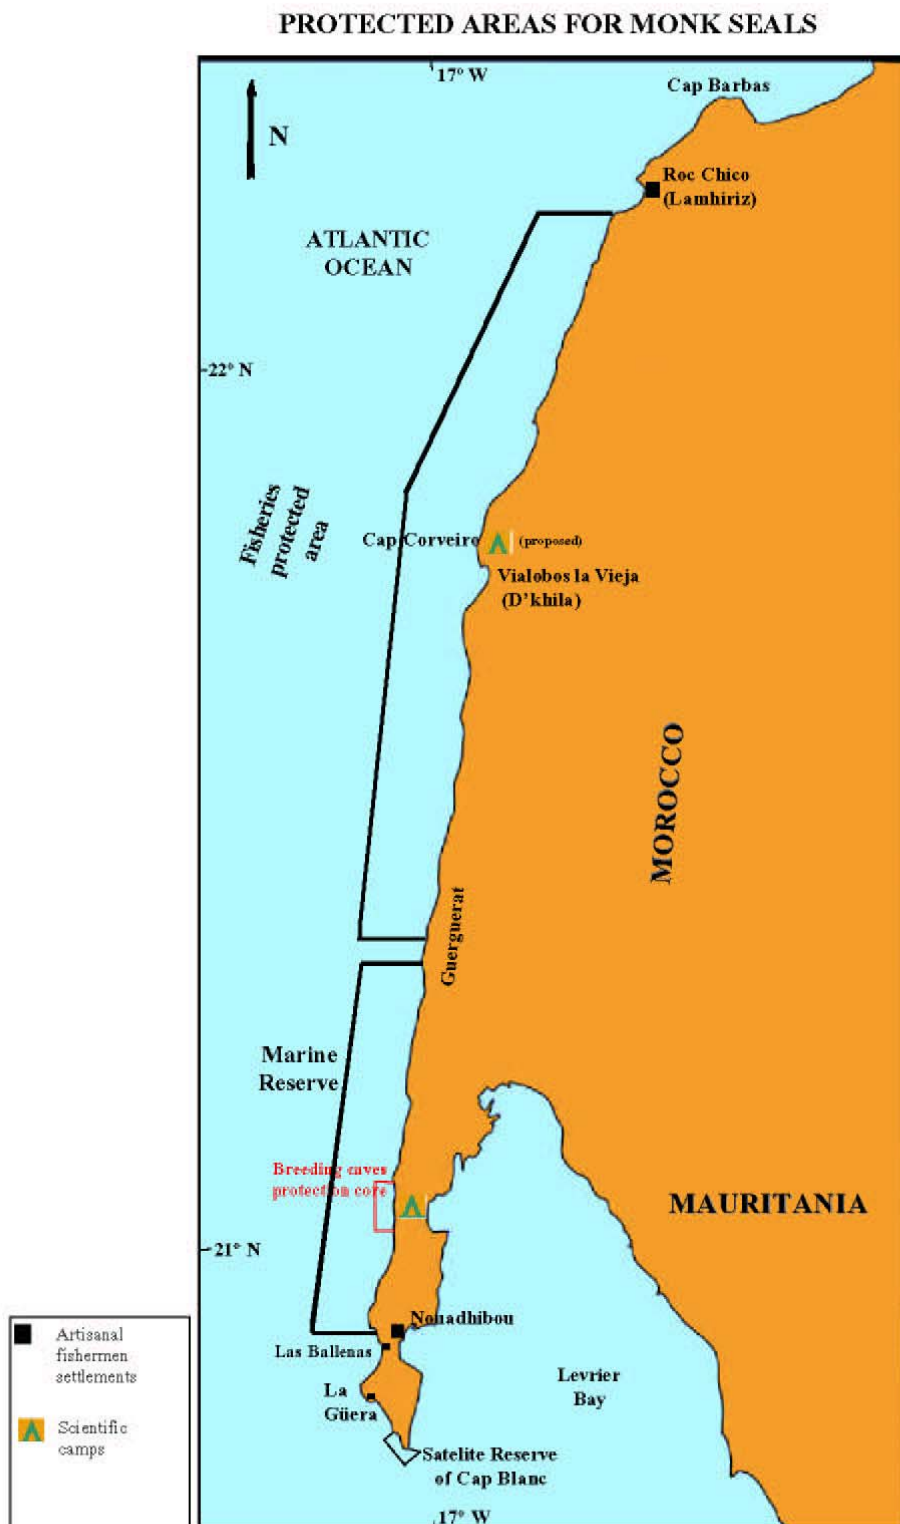 PROTECTED AREAS FOR MONK SEALS
17° W
Cap Barbas
N
Roc Chico
(Lamhiriz)
ATLANTIC
OCEAN
22° N
Fisheries
protected
area
Cap Corveiro
(proposed)
Vialobos la Vieja
(D'khila)
MOROCCO
Guerguerat
Marine
Reserve
Breeding caves
protection core
MAURITANIA
21° N
Nouadhibou
Las Ballenas
Levrier
Bay
La
Güera
Satelite Reserve
of Cap Blanc
17° W
Artisanal
fishermen
settlements
Scientific
camps